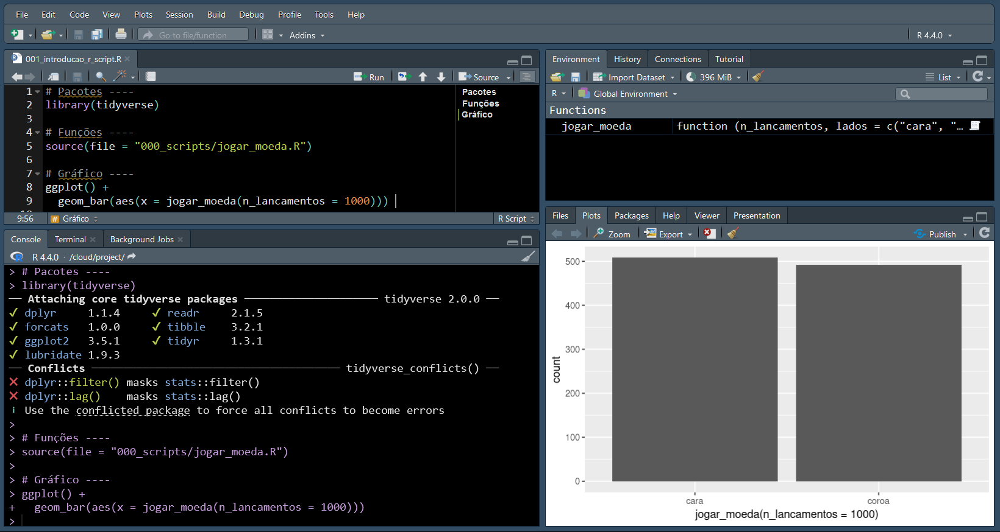 File Edit Code View Plots Session Build Debug Profile Tools Help
Go to file/function Addins R 4.4.0
001_introducao_r_script.R
Run Source
1 # Pacotes ----
2 library(tidyverse)
3
4 # Funções ----
5 source(file = "000_scripts/jogar_moeda.R")
6
7 # Gráfico ----
8 ggplot() +
9 geom_bar(aes(x = jogar_moeda(n_lancamentos = 1000)))
Pacotes
Funções
Gráfico
9:56 # Gráfico R Script
Console Terminal Background Jobs
R 4.4.0 · /cloud/project/
> # Pacotes ----
> library(tidyverse)
── Attaching core tidyverse packages ───────────────────── tidyverse 2.0.0 ──
✓ dplyr 1.1.4 ✓ readr 2.1.5
✓ forcats 1.0.0 ✓ tibble 3.2.1
✓ ggplot2 3.5.1 ✓ tidyr 1.3.1
✓ lubridate 1.9.3
── Conflicts ─────────────────────────────────────── tidyverse_conflicts() ──
✗ dplyr::filter() masks stats::filter()
✗ dplyr::lag() masks stats::lag()
i Use the conflicted package to force all conflicts to become errors
>
> # Funções ----
> source(file = "000_scripts/jogar_moeda.R")
>
> # Gráfico ----
> ggplot() +
+ geom_bar(aes(x = jogar_moeda(n_lancamentos = 1000)))
>
Environment History Connections Tutorial
Import Dataset 396 MiB List
R Global Environment
Functions
jogar_moeda function (n_lancamentos, lados = c("cara", "…
Files Plots Packages Help Viewer Presentation
Zoom Export Publish
500
400
300
200
100
0
count
cara coroa
jogar_moeda(n_lancamentos = 1000)